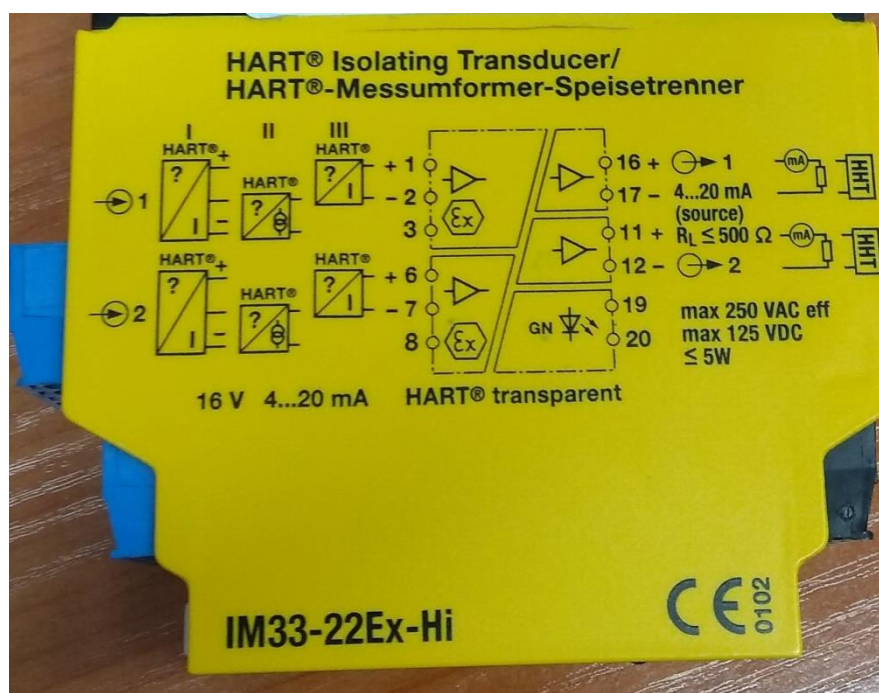 HART® Isolating Transducer/
HART®-Messumformer-Speisetrenner
I II III
HART® HART® HART®
+ ? I - 1
? I + 1 16 + 1 mA HHT
- 2 17 - 4...20 mA
3 Ex (source)
11 + RL ≤ 500 Ω mA HHT
HART® HART® HART®
+ ? I - 2
? I + 6 12 - 2
- 7 19 max 250 VAC eff
GN max 125 VDC
8 Ex 20 ≤ 5W
16 V 4...20 mA HART® transparent
IM33-22Ex-Hi
CE 0102